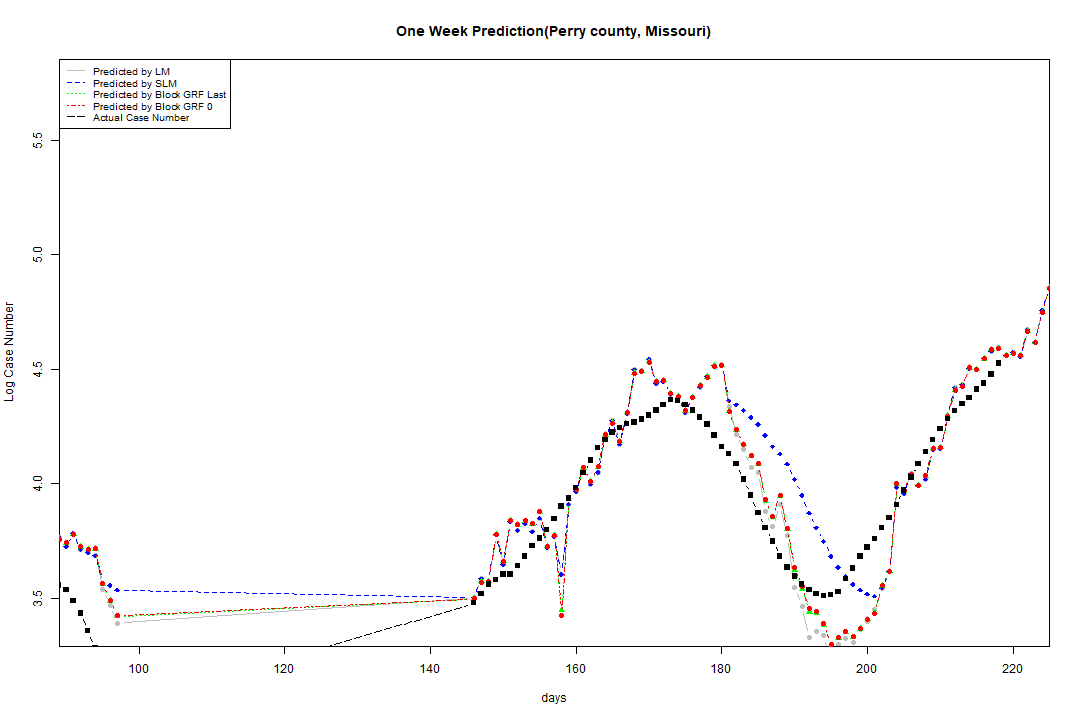 One Week Prediction(Perry county, Missouri)
Predicted by LM
Predicted by SLM
Predicted by Block GRF Last
Predicted by Block GRF 0
Actual Case Number
5.5
5.0
4.5
4.0
3.5
Log Case Number
100 120 140 160 180 200 220
days